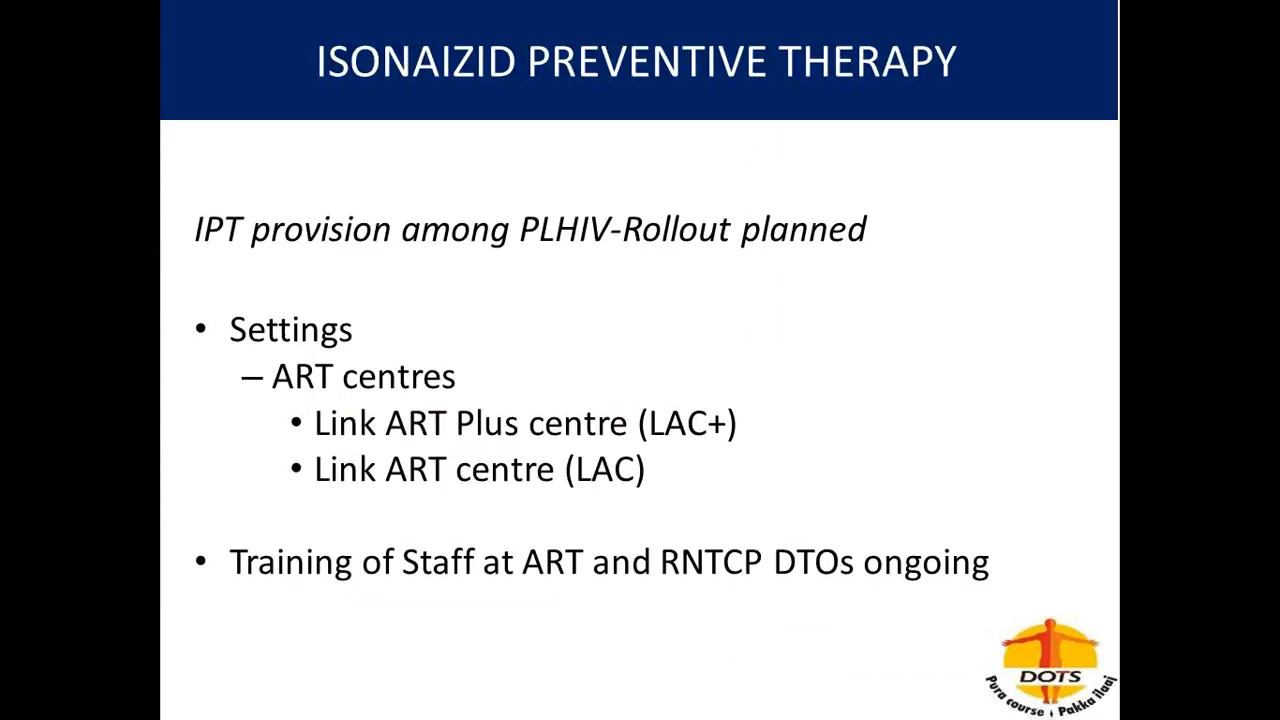 ISONAIZID PREVENTIVE THERAPY
IPT provision among PLHIV-Rollout planned
• Settings
– ART centres
• Link ART Plus centre (LAC+)
• Link ART centre (LAC)
• Training of Staff at ART and RNTCP DTOs ongoing
DOTS
Pura course, Pakka ilaaj